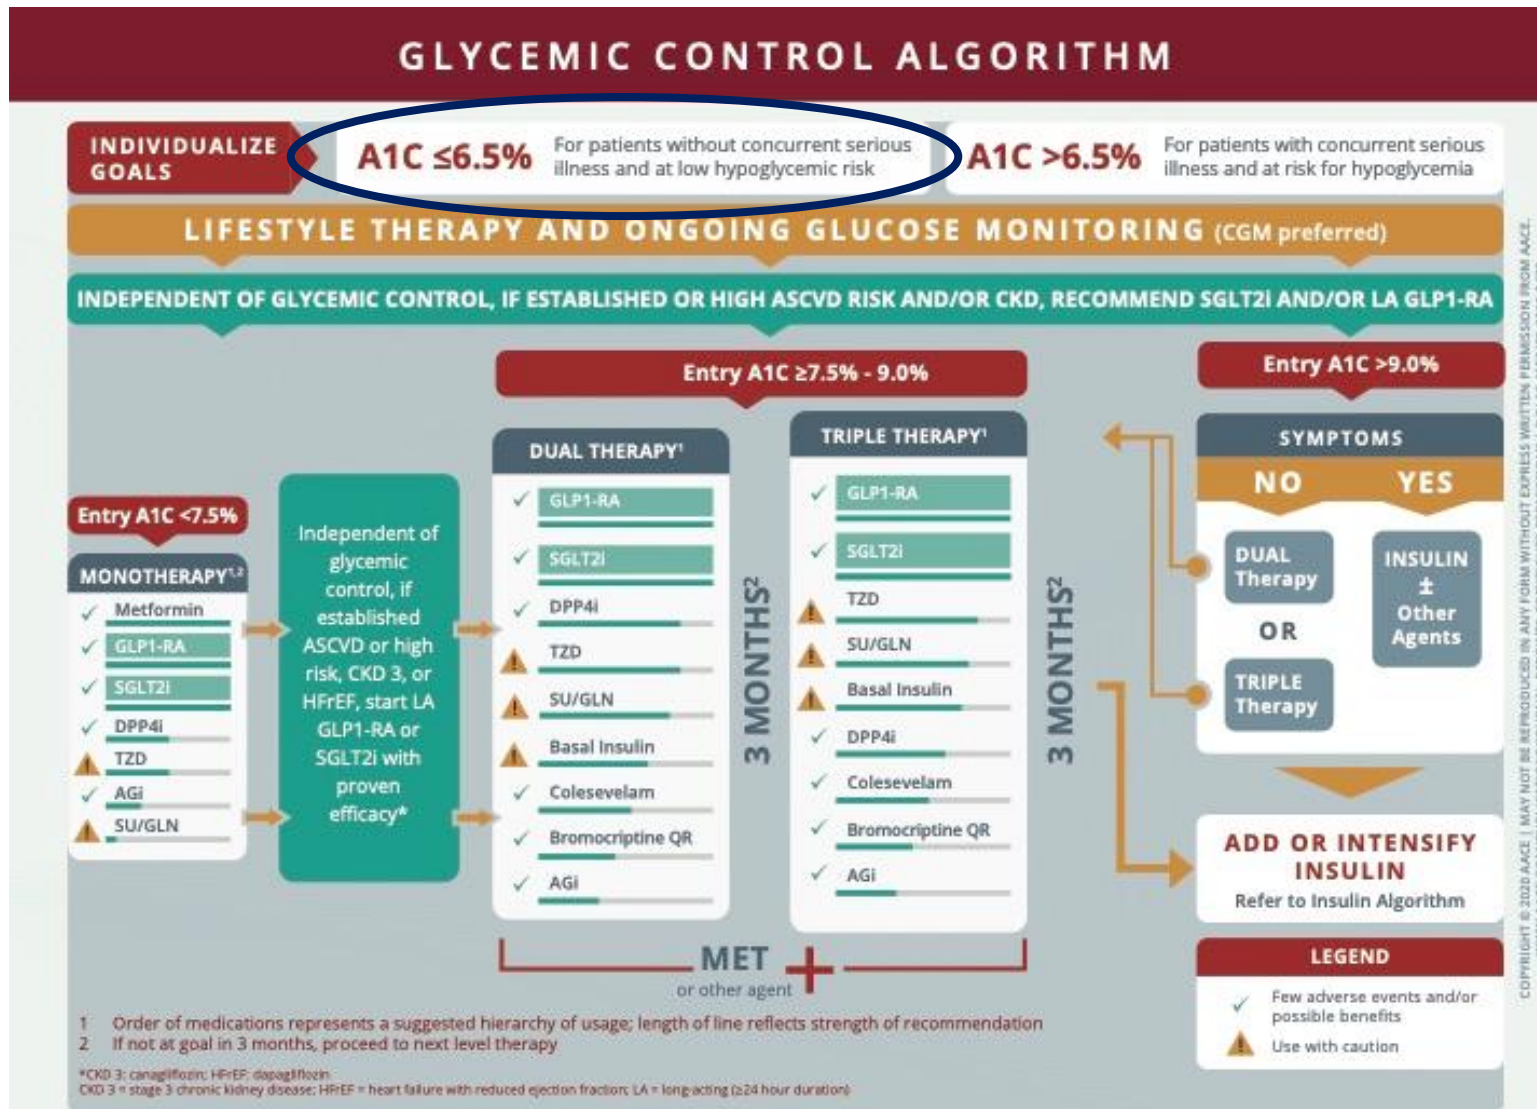 GLYCEMIC CONTROL ALGORITHM
INDIVIDUALIZE
GOALS
A1C ≤6.5%
For patients without concurrent serious
illness and at low hypoglycemic risk
A1C >6.5%
For patients with concurrent serious
illness and at risk for hypoglycemia
LIFESTYLE THERAPY AND ONGOING GLUCOSE MONITORING (CGM preferred)
INDEPENDENT OF GLYCEMIC CONTROL, IF ESTABLISHED OR HIGH ASCVD RISK AND/OR CKD, RECOMMEND SGLT2i AND/OR LA GLP1-RA
Entry A1C <7.5%
MONOTHERAPY1,2
Metformin
GLP1-RA
SGLT2i
DPP4i
TZD
AGi
SU/GLN
Independent of
glycemic
control, if
established
ASCVD or high
risk, CKD 3, or
HFrEF, start LA
GLP1-RA or
SGLT2i with
proven
efficacy*
Entry A1C ≥7.5% - 9.0%
DUAL THERAPY1
GLP1-RA
SGLT2i
DPP4i
TZD
SU/GLN
Basal Insulin
Colesevelam
Bromocriptine QR
AGi
3 MONTHS2
TRIPLE THERAPY1
GLP1-RA
SGLT2i
TZD
SU/GLN
Basal Insulin
DPP4i
Colesevelam
Bromocriptine QR
AGi
3 MONTHS2
MET
or other agent
Entry A1C >9.0%
SYMPTOMS
NO
YES
DUAL
Therapy
OR
TRIPLE
Therapy
INSULIN
±
Other
Agents
ADD OR INTENSIFY
INSULIN
Refer to Insulin Algorithm
LEGEND
Few adverse events and/or
possible benefits
Use with caution
1 Order of medications represents a suggested hierarchy of usage; length of line reflects strength of recommendation
2 If not at goal in 3 months, proceed to next level therapy
*CKD 3: canagliflozin; HFrEF: dapagliflozin
CKD 3 = stage 3 chronic kidney disease; HFrEF = heart failure with reduced ejection fraction; LA = long-acting (≥24 hour duration)
COPYRIGHT © 2020 AACE | MAY NOT BE REPRODUCED IN ANY FORM WITHOUT EXPRESS WRITTEN PERMISSION FROM AACE